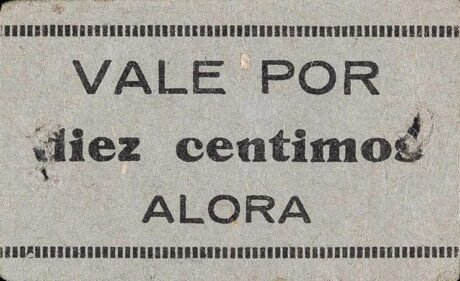 VALE POR
diez centimos
ALORA